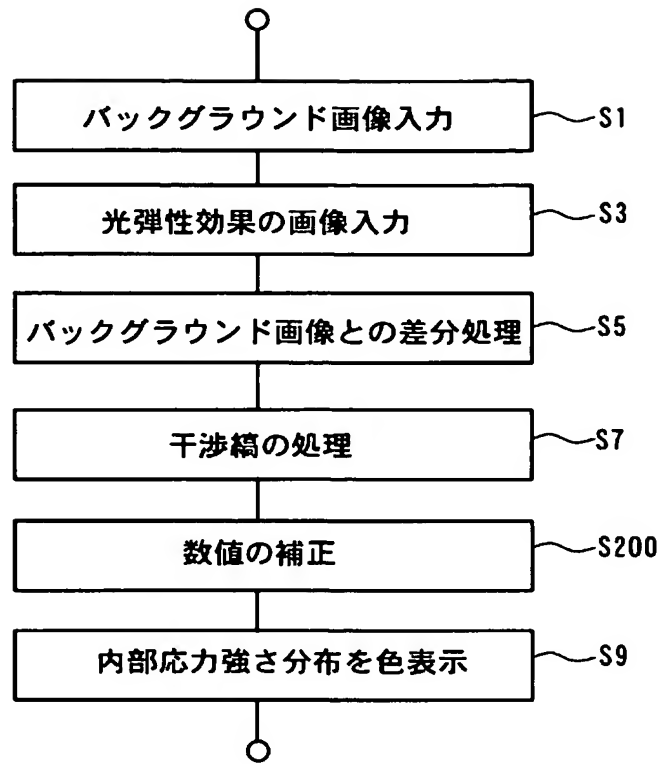 バックグラウンド画像入力 S1
光弾性効果の画像入力 S3
バックグラウンド画像との差分処理 S5
干渉縞の処理 S7
数値の補正 S200
内部応力強さ分布を色表示 S9